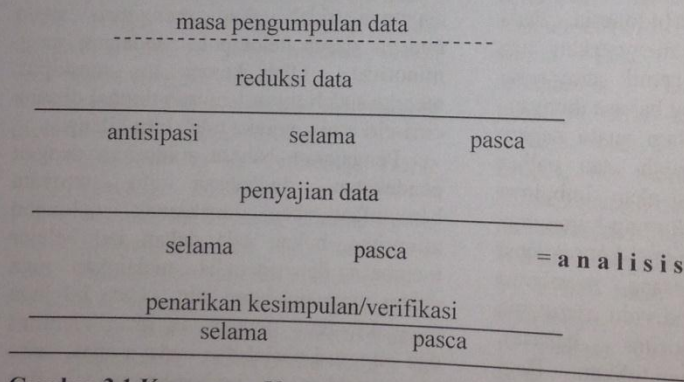 masa pengumpulan data
reduksi data
antisipasi selama pasca
penyajian data
selama pasca
= a n a l i s i s
penarikan kesimpulan/verifikasi
selama pasca